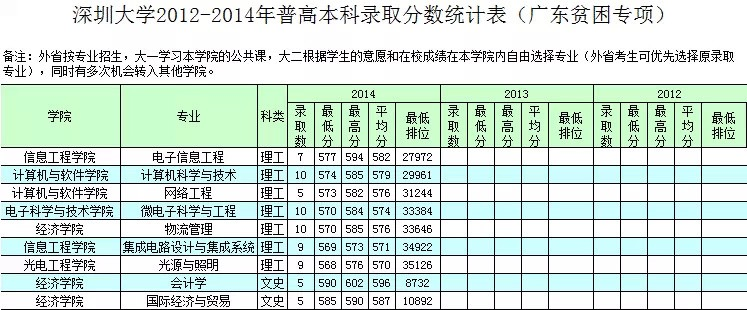 深圳大学2012-2014年普高本科录取分数统计表（广东贫困专项）
备注：外省按专业招生，大一学习本学院的公共课，大二根据学生的意愿和在校成绩在本学院内自由选择专业（外省考生可优先选择原录取
专业），同时有多次机会转入其他学院。
学院 专业 科类 2014 2013 2012
录取数 最低分 最高分 平均分 最低排位 录取数 最低分 最高分 平均分 最低排位 录取数 最低分 最高分 平均分 最低排位
信息工程学院 电子信息工程 理工 7 577 594 582 27972
计算机与软件学院 计算机科学与技术 理工 10 574 585 579 29961
计算机与软件学院 网络工程 理工 5 573 582 576 31244
电子科学与技术学院 微电子科学与工程 理工 10 570 584 574 33384
经济学院 物流管理 理工 10 570 585 576 33646
信息工程学院 集成电路设计与集成系统 理工 9 569 573 571 34922
光电工程学院 光源与照明 理工 9 568 576 570 35126
经济学院 会计学 文史 5 590 602 596 8732
经济学院 国际经济与贸易 文史 5 585 590 587 10892